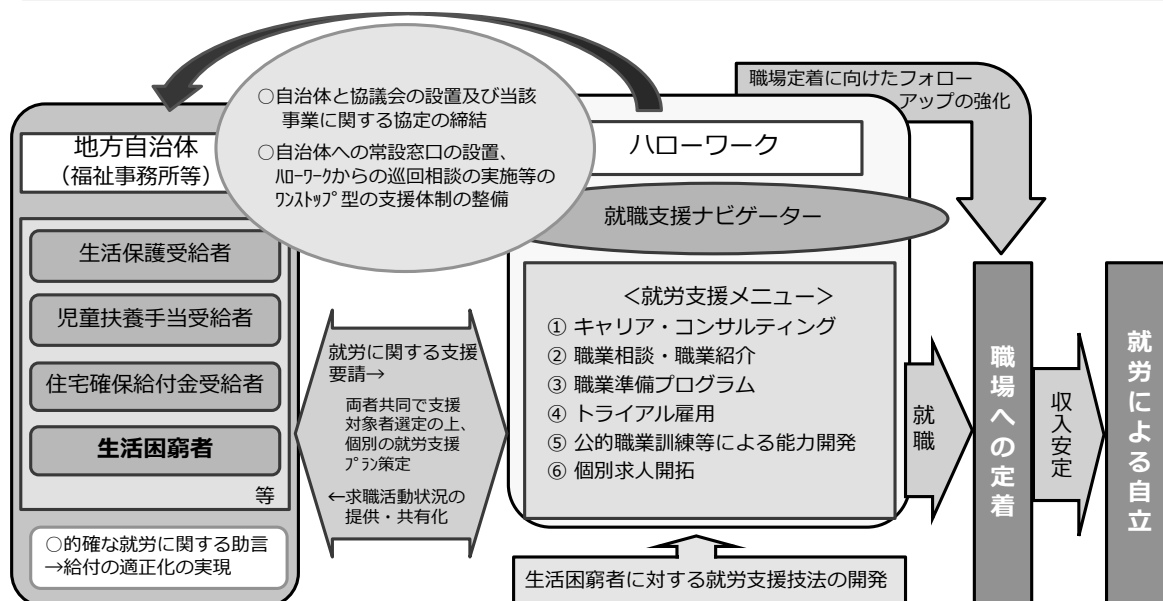 ○自治体と協議会の設置及び当該
事業に関する協定の締結
○自治体への常設窓口の設置、
ﾊﾛｰﾜｰｸからの巡回相談の実施等の
ﾜﾝｽﾄｯﾌﾟ型の支援体制の整備
職場定着に向けたフォロー
アップの強化
地方自治体
（福祉事務所等）
生活保護受給者
児童扶養手当受給者
住宅確保給付金受給者
生活困窮者
等
○的確な就労に関する助言
→給付の適正化の実現
就労に関する支援
要請→
両者共同で支援
対象者選定の上、
個別の就労支援
ﾌﾟﾗﾝ策定
←求職活動状況の
提供・共有化
ハローワーク
就職支援ナビゲーター
＜就労支援メニュー＞
① キャリア・コンサルティング
② 職業相談・職業紹介
③ 職業準備プログラム
④ トライアル雇用
⑤ 公的職業訓練等による能力開発
⑥ 個別求人開拓
生活困窮者に対する就労支援技法の開発
就職
職場への定着
収入安定
就労による自立